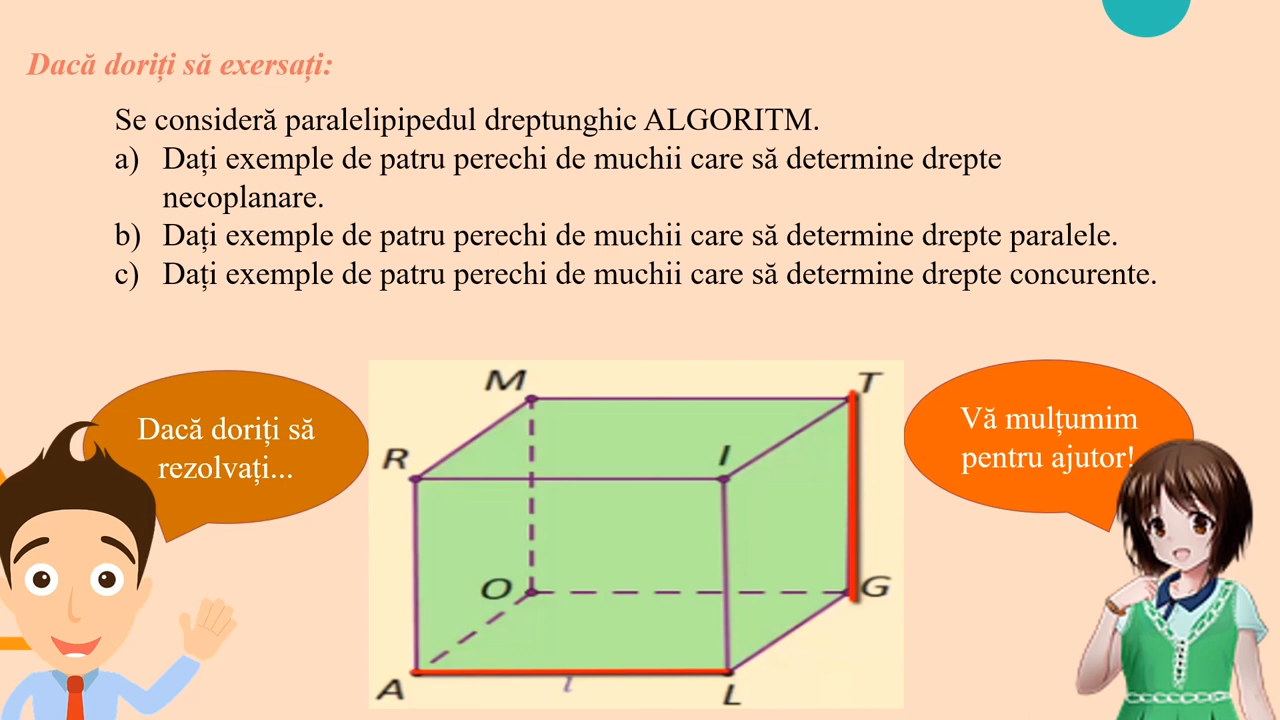 Dacă doriți să exersați:
Se consideră paralelipipedul dreptunghic ALGORITM.
a) Dați exemple de patru perechi de muchii care să determine drepte
necoplanare.
b) Dați exemple de patru perechi de muchii care să determine drepte paralele.
c) Dați exemple de patru perechi de muchii care să determine drepte concurente.
Dacă doriți să
rezolvați...
M
T
R
I
O
G
A
l
L
Vă mulțumim
pentru ajutor!